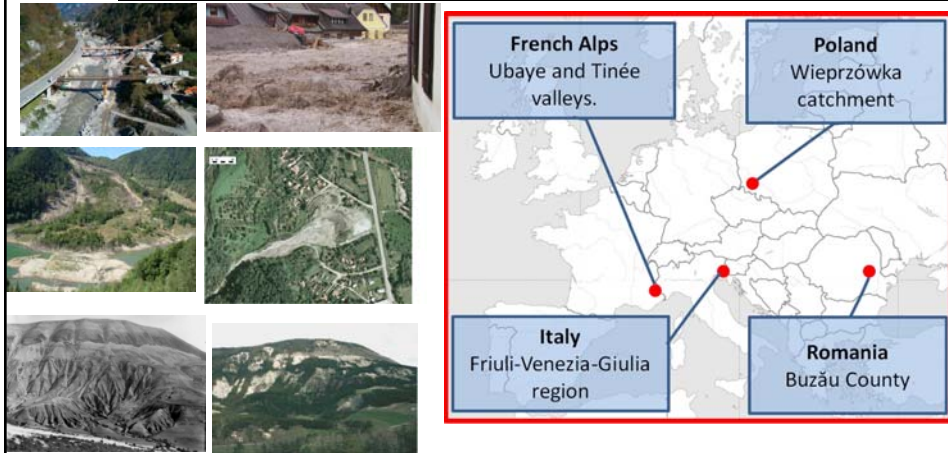 French Alps
Ubaye and Tinée
valleys.
Poland
Wieprzówka
catchment
Italy
Friuli-Venezia-Giulia
region
Romania
Buzău County